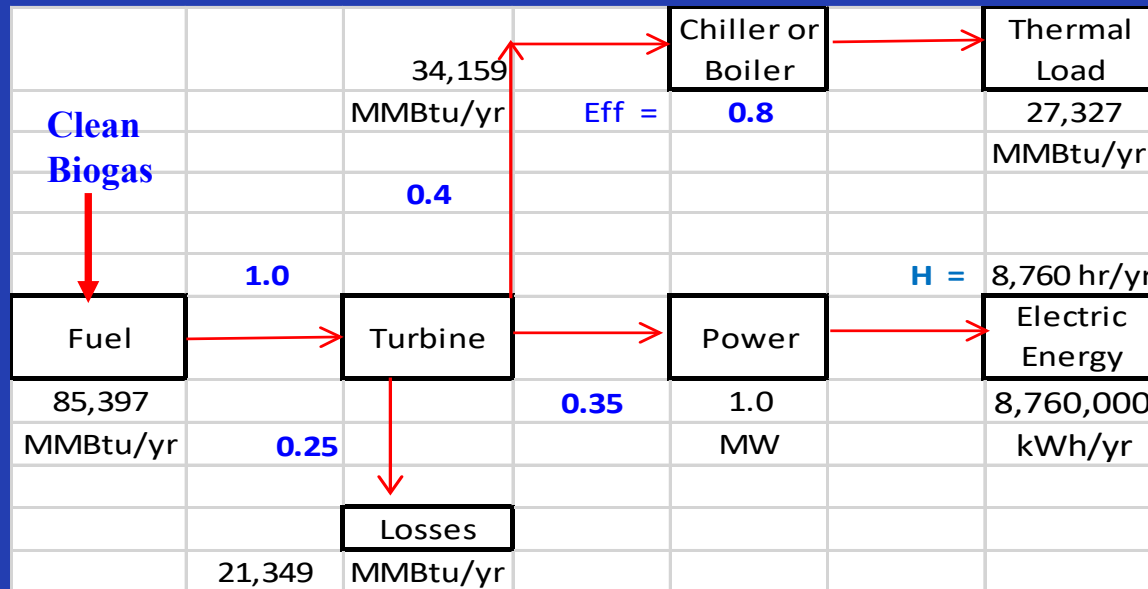 Chiller or
Boiler
Thermal
Load
34,159
MMBtu/yr
Eff = 0.8
27,327
MMBtu/yr
Clean
Biogas
0.4
1.0
H = 8,760 hr/yr
Fuel
Turbine
Power
Electric
Energy
85,397
MMBtu/yr
0.35
1.0
MW
8,760,000
kWh/yr
0.25
Losses
21,349 MMBtu/yr